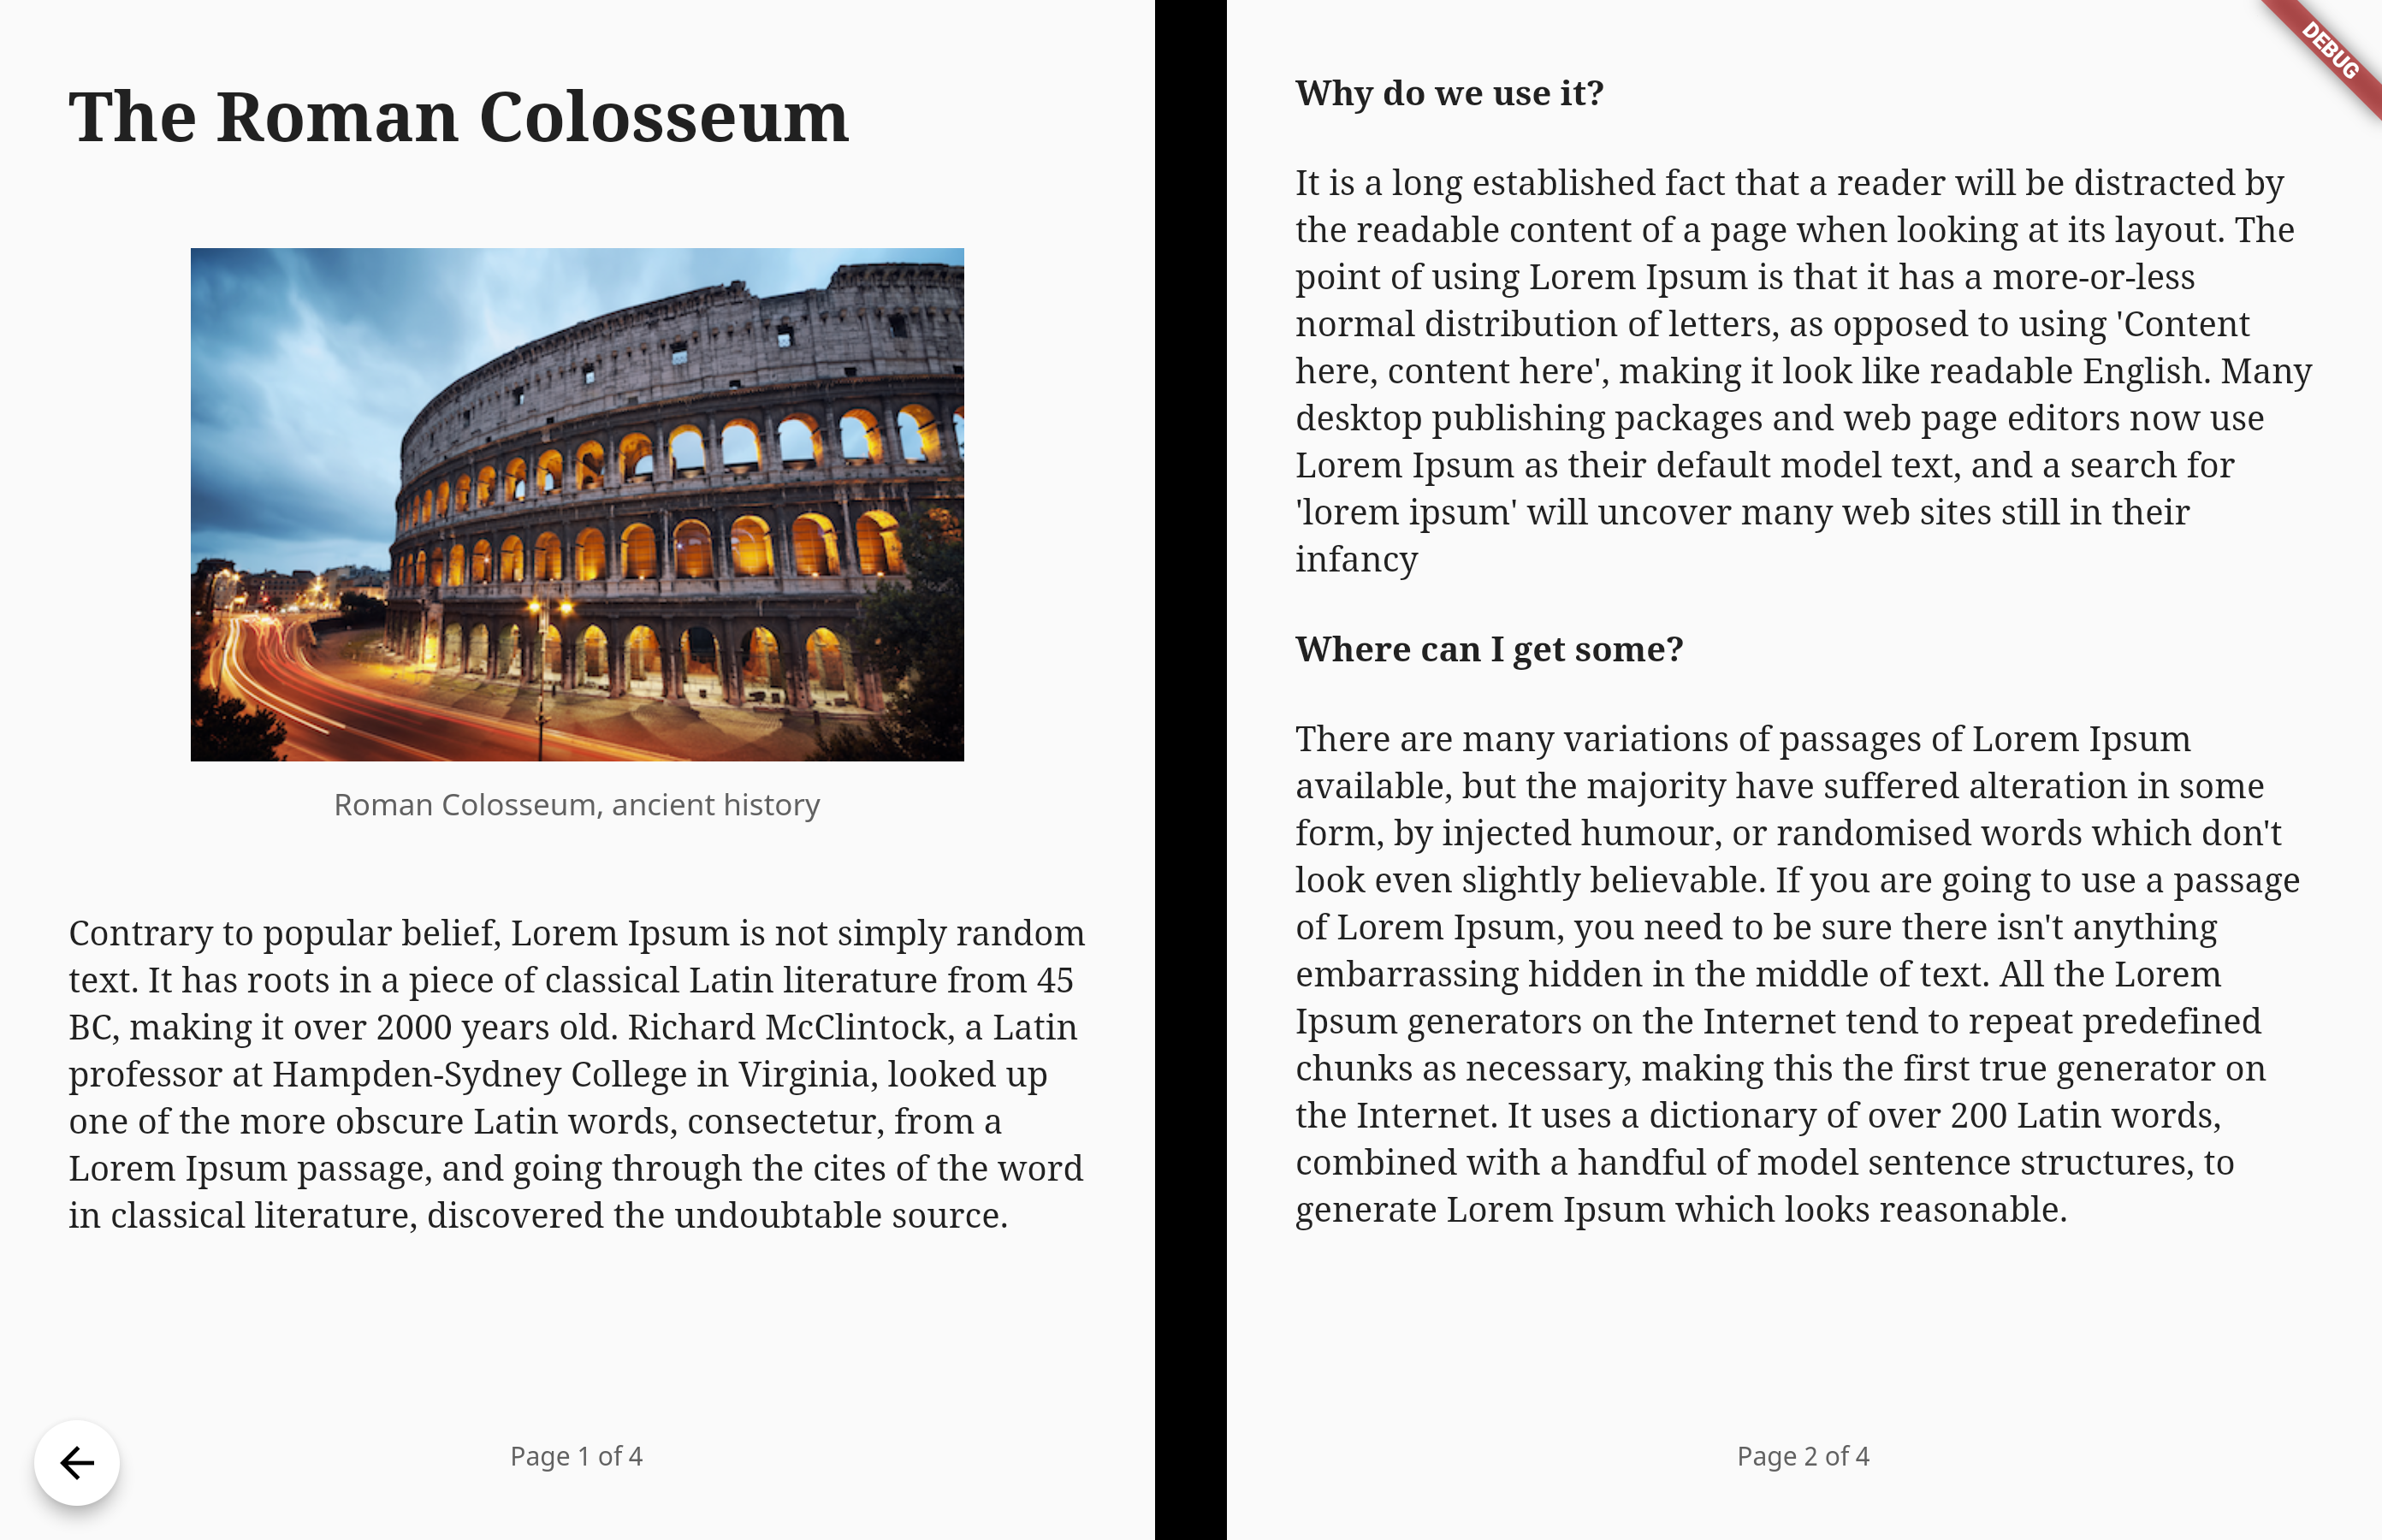 The Roman Colosseum
Roman Colosseum, ancient history
Contrary to popular belief, Lorem Ipsum is not simply random
text. It has roots in a piece of classical Latin literature from 45
BC, making it over 2000 years old. Richard McClintock, a Latin
professor at Hampden-Sydney College in Virginia, looked up
one of the more obscure Latin words, consectetur, from a
Lorem Ipsum passage, and going through the cites of the word
in classical literature, discovered the undoubtable source.
Page 1 of 4
DEBUG
Why do we use it?
It is a long established fact that a reader will be distracted by
the readable content of a page when looking at its layout. The
point of using Lorem Ipsum is that it has a more-or-less
normal distribution of letters, as opposed to using 'Content
here, content here', making it look like readable English. Many
desktop publishing packages and web page editors now use
Lorem Ipsum as their default model text, and a search for
'lorem ipsum' will uncover many web sites still in their
infancy
Where can I get some?
There are many variations of passages of Lorem Ipsum
available, but the majority have suffered alteration in some
form, by injected humour, or randomised words which don't
look even slightly believable. If you are going to use a passage
of Lorem Ipsum, you need to be sure there isn't anything
embarrassing hidden in the middle of text. All the Lorem
Ipsum generators on the Internet tend to repeat predefined
chunks as necessary, making this the first true generator on
the Internet. It uses a dictionary of over 200 Latin words,
combined with a handful of model sentence structures, to
generate Lorem Ipsum which looks reasonable.
Page 2 of 4